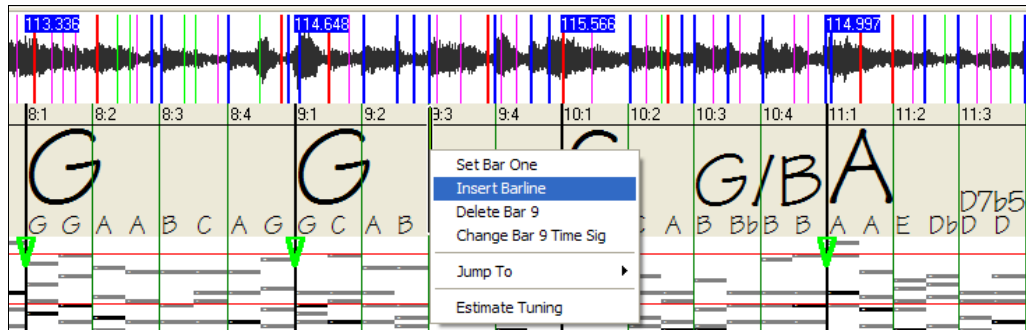 113.336 114.648 115.566 114.997
8:1 8:2 8:3 8:4 9:1 9:2 9:3 9:4 10:1 10:2 10:3 10:4 11:1 11:2 11:3
G G G/B A D7b5
G G A A B C A G G C A B A B Bb B B A A E Db D D
Set Bar One
Insert Barline
Delete Bar 9
Change Bar 9 Time Sig
Jump To
Estimate Tuning